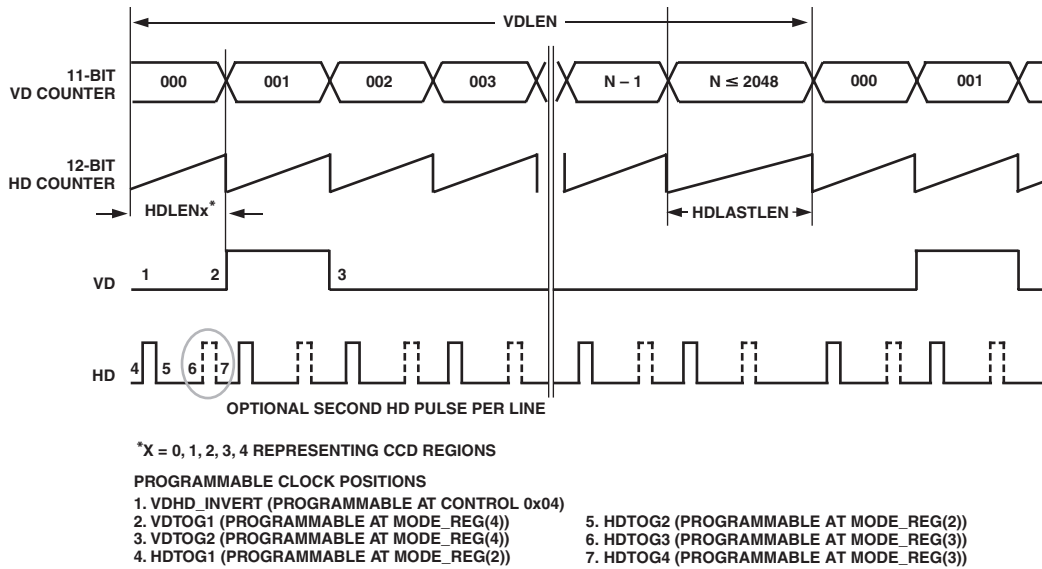 VDLEN
11-BIT
VD COUNTER
000 001 002 003 N – 1 N ≤ 2048 000 001
12-BIT
HD COUNTER
HDLENx* HDLASTLEN
VD 1 2 3
HD 4 5 6 7
OPTIONAL SECOND HD PULSE PER LINE
*X = 0, 1, 2, 3, 4 REPRESENTING CCD REGIONS
PROGRAMMABLE CLOCK POSITIONS
1. VDHD_INVERT (PROGRAMMABLE AT CONTROL 0x04)
2. VDTOG1 (PROGRAMMABLE AT MODE_REG(4))
3. VDTOG2 (PROGRAMMABLE AT MODE_REG(4))
4. HDTOG1 (PROGRAMMABLE AT MODE_REG(2))
5. HDTOG2 (PROGRAMMABLE AT MODE_REG(2))
6. HDTOG3 (PROGRAMMABLE AT MODE_REG(3))
7. HDTOG4 (PROGRAMMABLE AT MODE_REG(3))